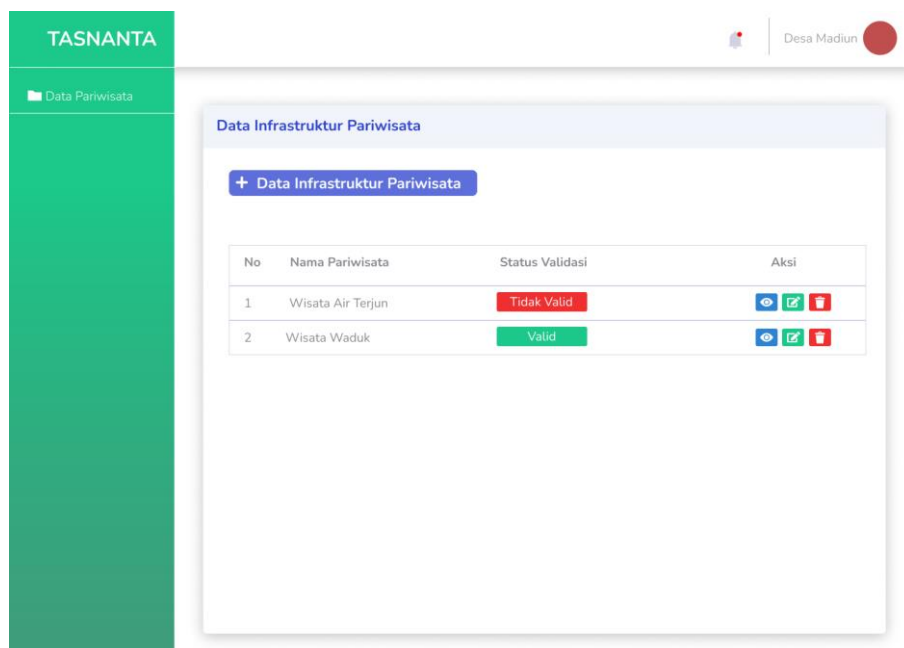 TASNANTA
Desa Madiun
Data Pariwisata
Data Infrastruktur Pariwisata
+ Data Infrastruktur Pariwisata
No Nama Pariwisata Status Validasi Aksi
1 Wisata Air Terjun Tidak Valid
2 Wisata Waduk Valid